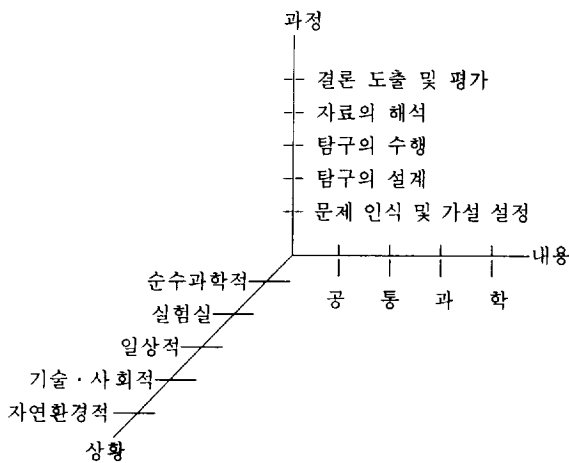 과정
결론 도출 및 평가
자료의 해석
탐구의 수행
탐구의 설계
문제 인식 및 가설 설정
내용
공 통 과 학
순수과학적
실험실
일상적
기술 · 사회적
자연환경적
상황